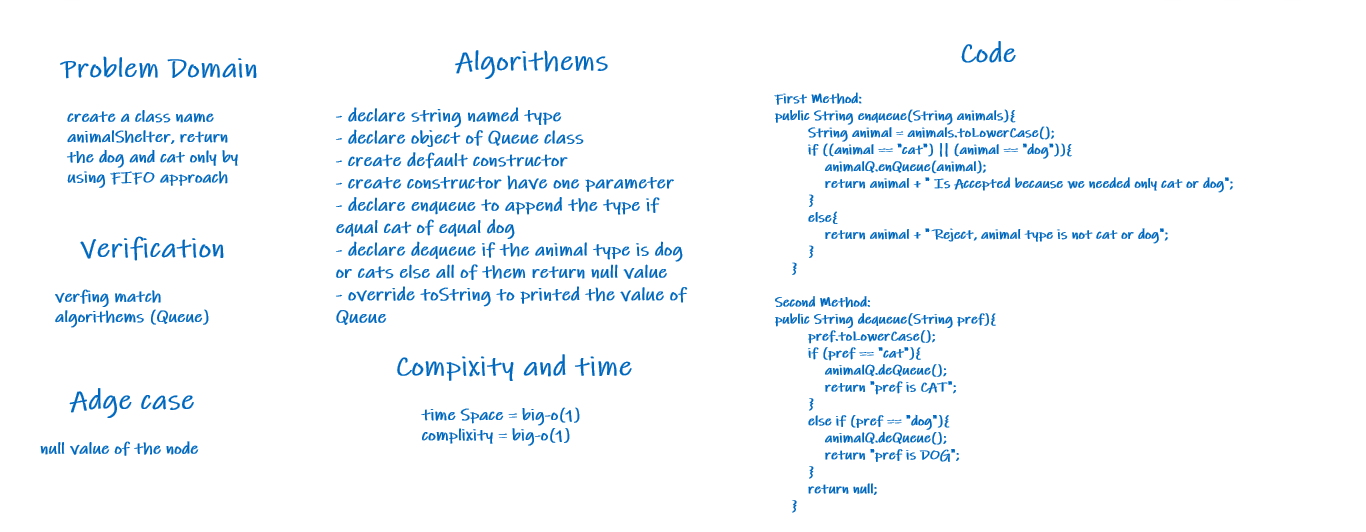 Problem Domain
create a class name
animalShelter, return
the dog and cat only by
using FIFO approach
Verification
verfing match
algorithems (Queue)
Adge case
null value of the node
Algorithems
- declare string named type
- declare object of Queue class
- create default constructor
- create constructor have one parameter
- declare enqueue to append the type if
equal cat of equal dog
- declare dequeue if the animal type is dog
or cats else all of them return null value
- override toString to printed the value of
Queue
Compixity and time
time Space = big-o(1)
complixity = big-o(1)
Code
First Method:
public String enqueue(String animals){
String animal = animals.toLowerCase();
if ((animal == "cat") || (animal == "dog")){
animalQ.enQueue(animal);
return animal + " Is Accepted because we needed only cat or dog";
}
else{
return animal + " Reject, animal type is not cat or dog";
}
}
Second Method:
public String dequeue(String pref){
pref.toLowerCase();
if (pref == "cat"){
animalQ.deQueue();
return "pref is CAT";
}
else if (pref == "dog"){
animalQ.deQueue();
return "pref is DOG";
}
return null;
}